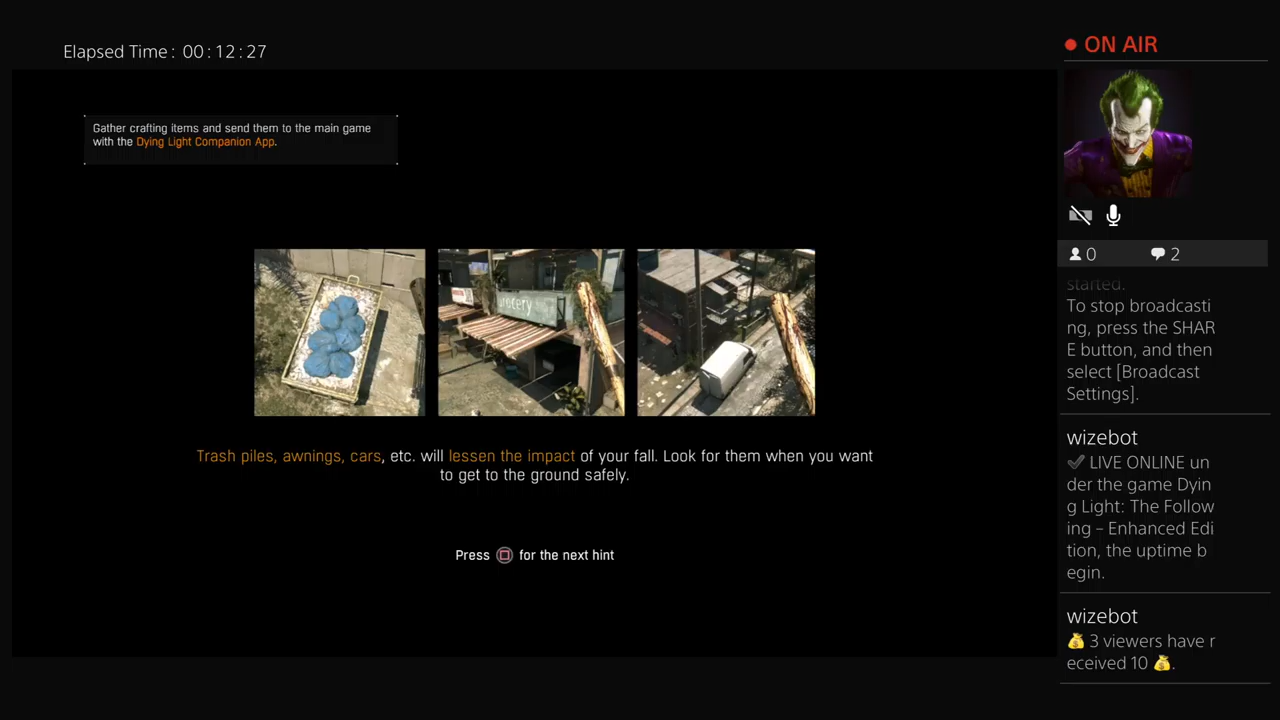 Elapsed Time: 00:12:27
ON AIR
Gather crafting items and send them to the main game
with the Dying Light Companion App.
grocery
0
2
started.
To stop broadcasti
ng, press the SHAR
E button, and then
select [Broadcast
Settings].
Trash piles, awnings, cars, etc. will lessen the impact of your fall. Look for them when you want
to get to the ground safely.
Press for the next hint
wizebot
✔ LIVE ONLINE un
der the game Dyin
g Light: The Follow
ing – Enhanced Edi
tion, the uptime b
egin.
wizebot
💰 3 viewers have r
eceived 10 💰.